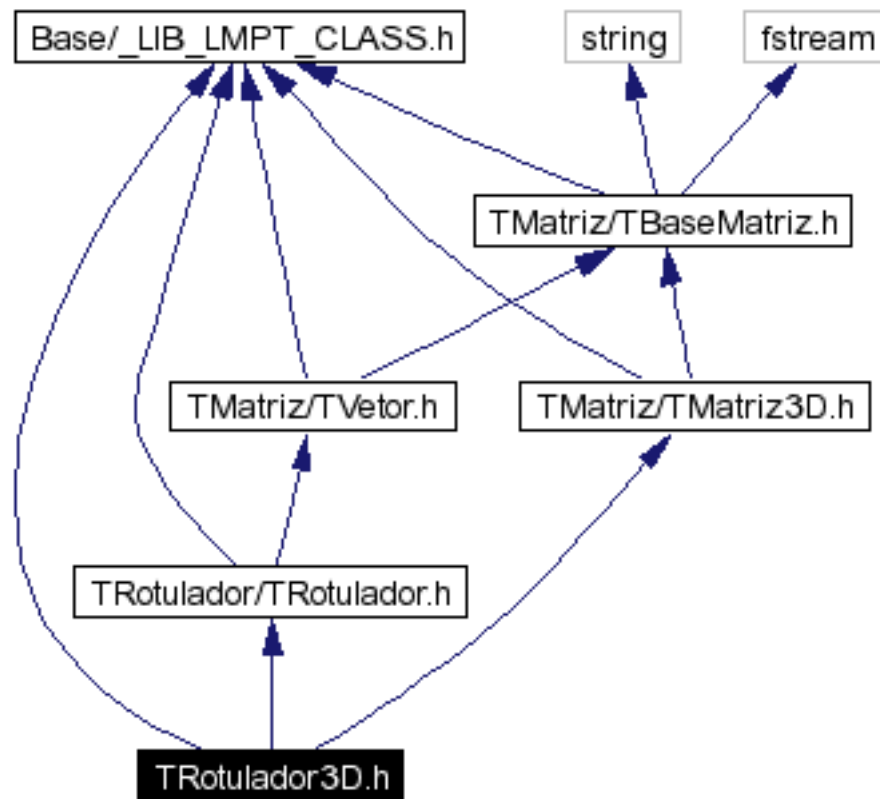 Base/_LIB_LMPT_CLASS.h
string
fstream
TMatriz/TBaseMatriz.h
TMatriz/TVetor.h
TMatriz/TMatriz3D.h
TRotulador/TRotulador.h
TRotulador3D.h